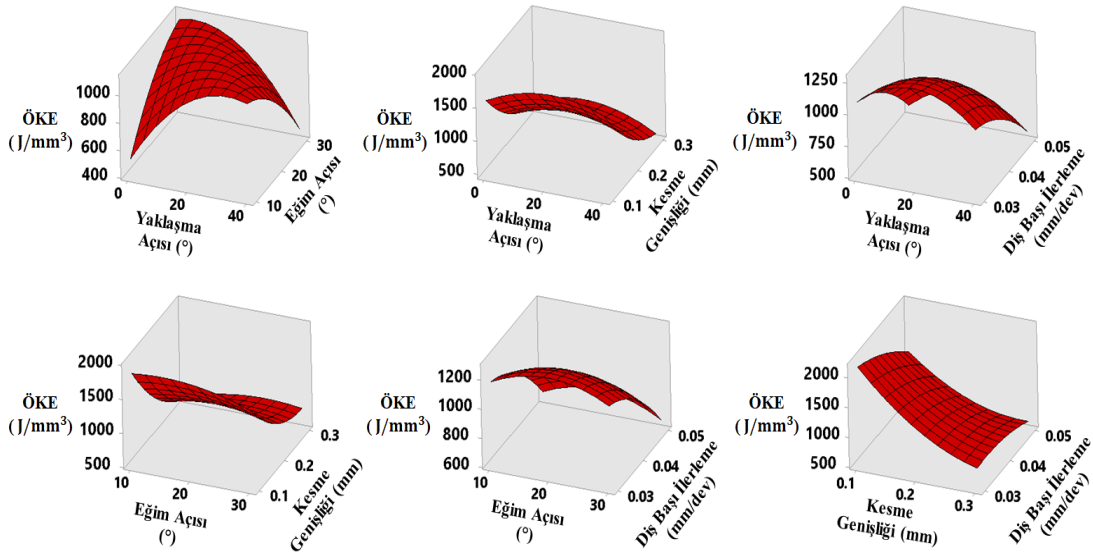 ÖKE
(J/mm³)
1000
800
600
400
0
20
40
Yaklaşma
Açısı (°)
10
20
30
Eğim Açısı
(°)
ÖKE
(J/mm³)
2000
1500
1000
500
0
20
40
Yaklaşma
Açısı (°)
0.1
0.2
0.3
Kesme
Genişliği (mm)
ÖKE
(J/mm³)
1250
1000
750
500
0
20
40
Yaklaşma
Açısı (°)
0.03
0.04
0.05
Diş Başı İlerleme
(mm/dev)
ÖKE
(J/mm³)
2000
1500
1000
500
10
20
30
Eğim Açısı
(°)
0.1
0.2
0.3
Kesme
Genişliği (mm)
ÖKE
(J/mm³)
1200
1000
800
600
10
20
30
Eğim Açısı
(°)
0.03
0.04
0.05
Diş Başı İlerleme
(mm/dev)
ÖKE
(J/mm³)
2000
1500
1000
500
0.1
0.2
0.3
Kesme
Genişliği (mm)
0.03
0.04
0.05
Diş Başı İlerleme
(mm/dev)